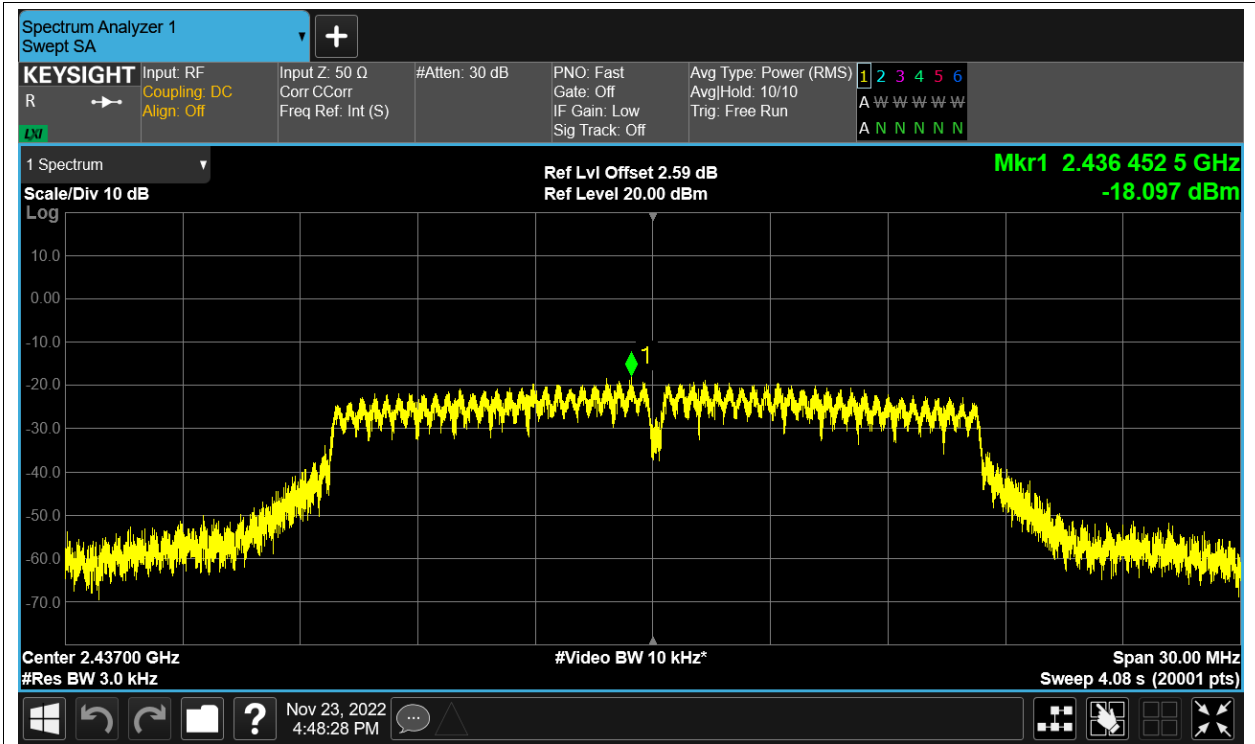 Spectrum Analyzer 1
Swept SA
KEYSIGHT
R
LXI
Input: RF
Coupling: DC
Align: Off
Input Z: 50 Ω
Corr CCorr
Freq Ref: Int (S)
#Atten: 30 dB
PNO: Fast
Gate: Off
IF Gain: Low
Sig Track: Off
Avg Type: Power (RMS)
Avg|Hold: 10/10
Trig: Free Run
1 2 3 4 5 6
A W W W W W
A N N N N N
1 Spectrum
Scale/Div 10 dB
Ref Lvl Offset 2.59 dB
Ref Level 20.00 dBm
Mkr1 2.436 452 5 GHz
-18.097 dBm
Log
10.0
0.00
-10.0
-20.0
-30.0
-40.0
-50.0
-60.0
-70.0
1
Center 2.43700 GHz
#Res BW 3.0 kHz
#Video BW 10 kHz*
Span 30.00 MHz
Sweep 4.08 s (20001 pts)
Nov 23, 2022
4:48:28 PM